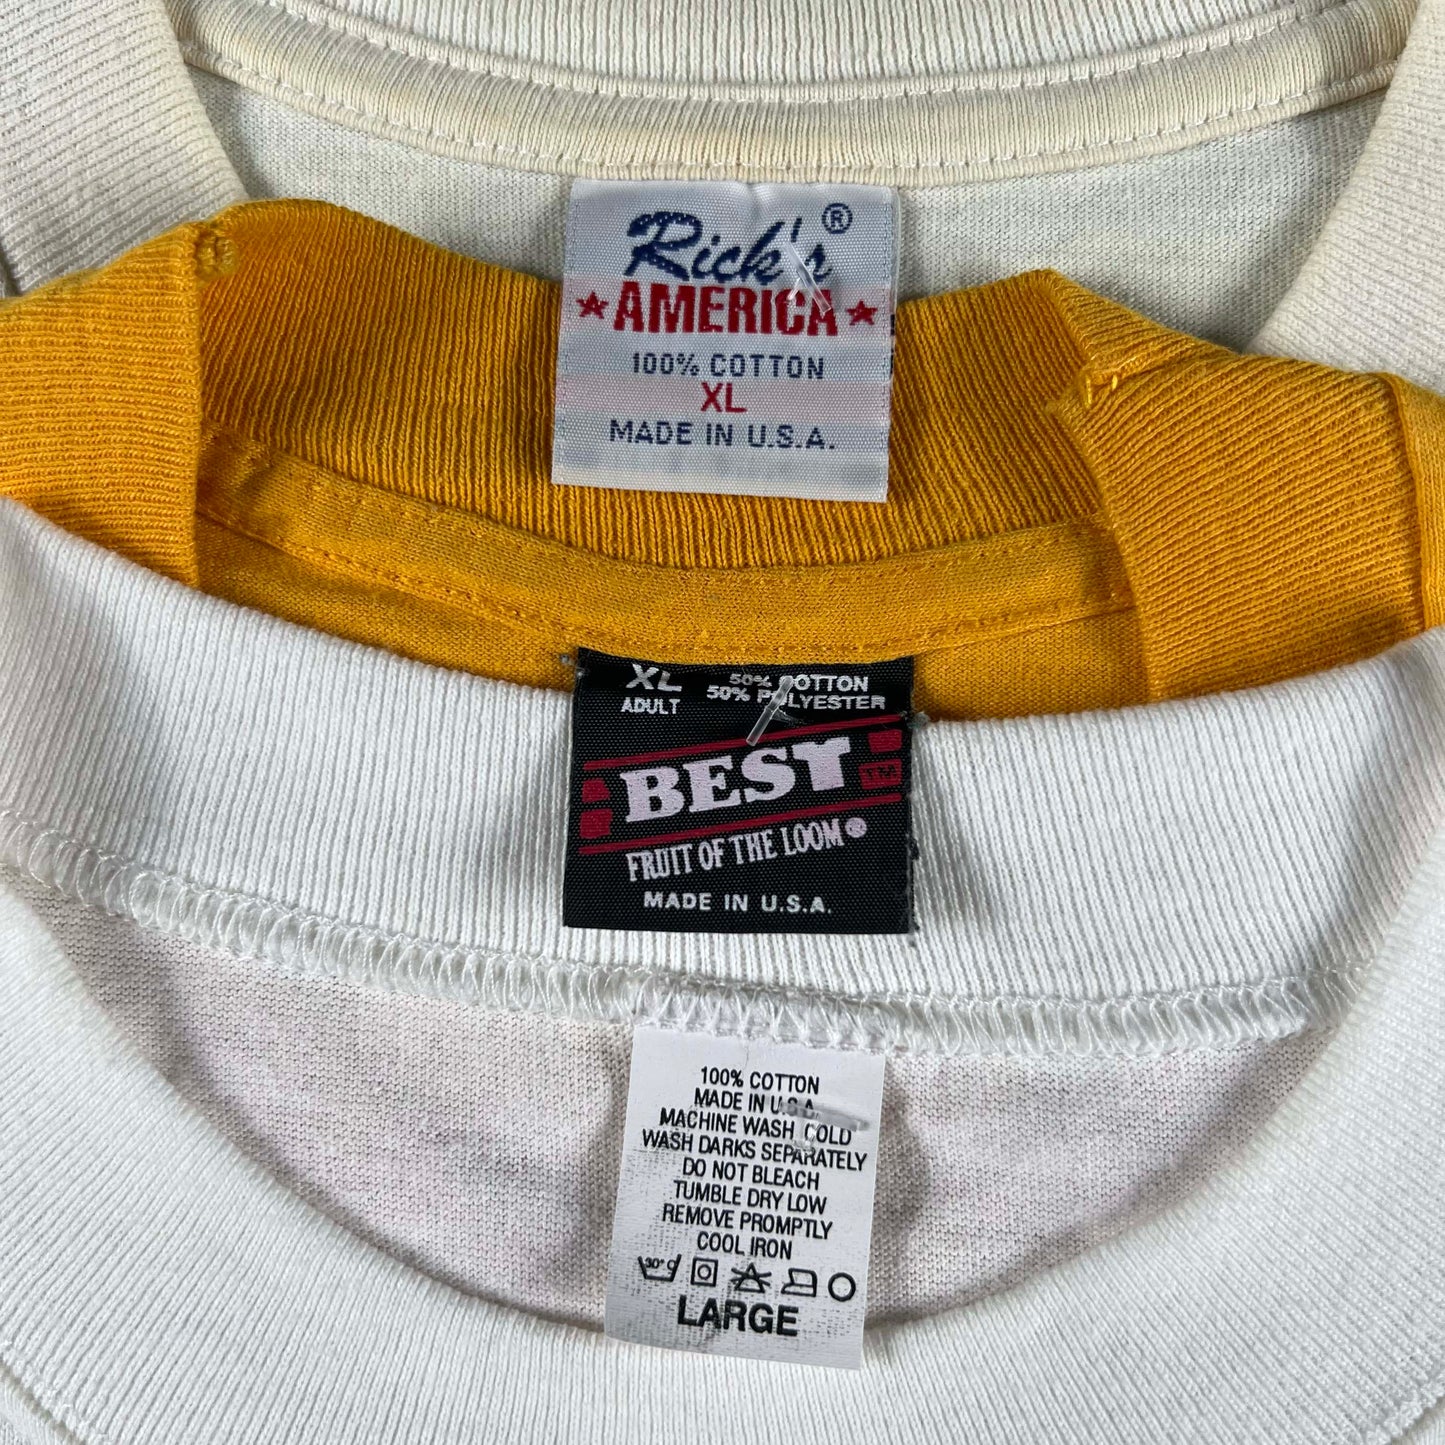 Rick's®
AMERICA
100% COTTON
XL
MADE IN U.S.A.
XL
ADULT
50% COTTON
50% POLYESTER
BEST
TM
FRUIT OF THE LOOM®
MADE IN U.S.A.
100% COTTON
MADE IN U.S.A.
MACHINE WASH COLD
WASH DARKS SEPARATELY
DO NOT BLEACH
TUMBLE DRY LOW
REMOVE PROMPTLY
COOL IRON
30°C
LARGE